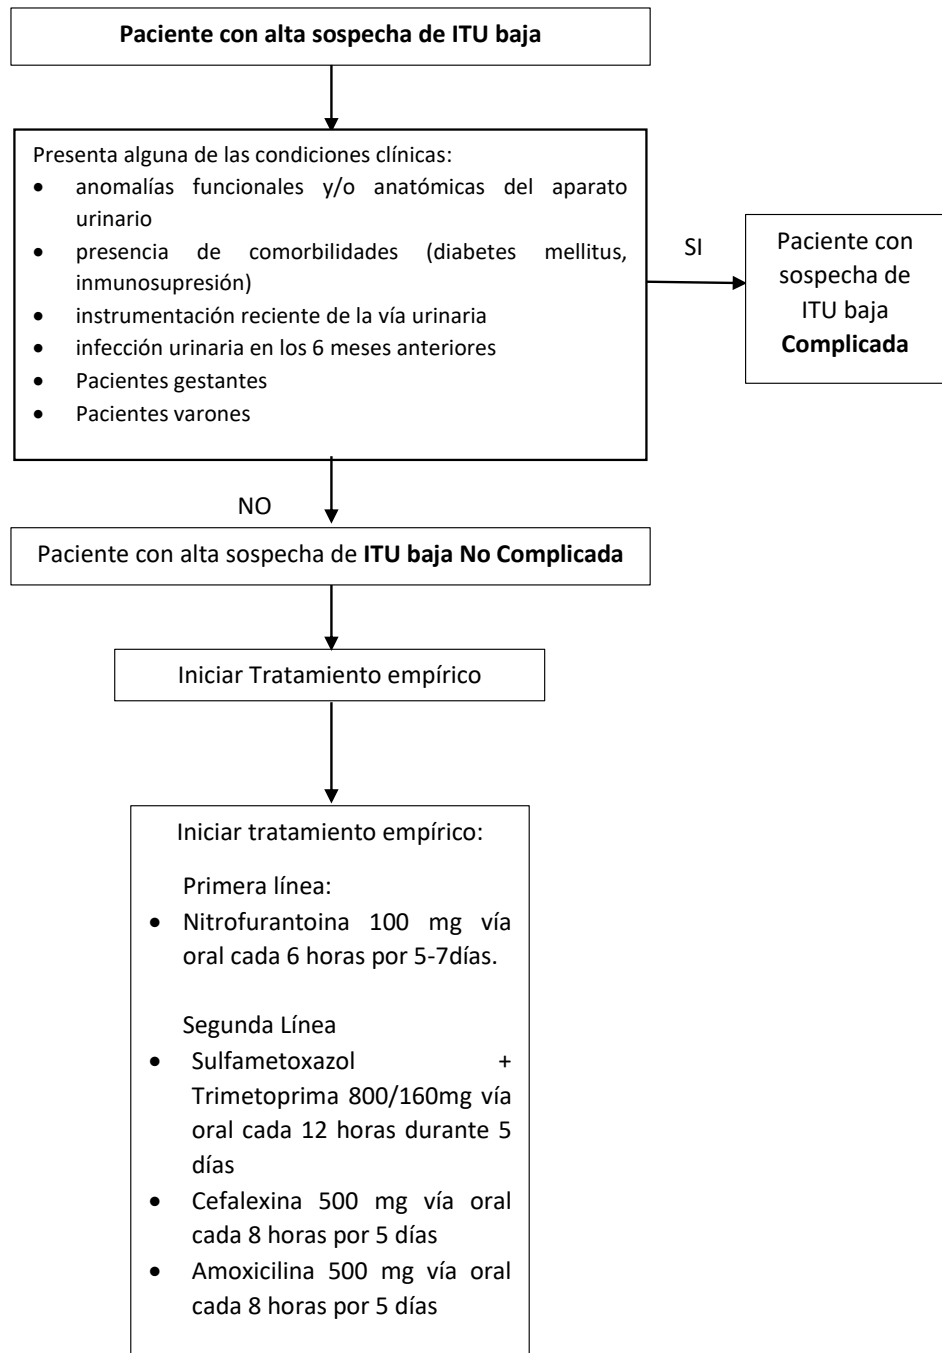 Paciente con alta sospecha de ITU baja
Presenta alguna de las condiciones clínicas:
• anomalías funcionales y/o anatómicas del aparato
urinario
• presencia de comorbilidades (diabetes mellitus,
inmunosupresión)
• instrumentación reciente de la vía urinaria
• infección urinaria en los 6 meses anteriores
• Pacientes gestantes
• Pacientes varones
SI
Paciente con
sospecha de
ITU baja
Complicada
NO
Paciente con alta sospecha de ITU baja No Complicada
Iniciar Tratamiento empírico
Iniciar tratamiento empírico:
Primera línea:
• Nitrofurantoina 100 mg vía
oral cada 6 horas por 5-7días.
Segunda Línea
• Sulfametoxazol +
Trimetoprima 800/160mg vía
oral cada 12 horas durante 5
días
• Cefalexina 500 mg vía oral
cada 8 horas por 5 días
• Amoxicilina 500 mg vía oral
cada 8 horas por 5 días